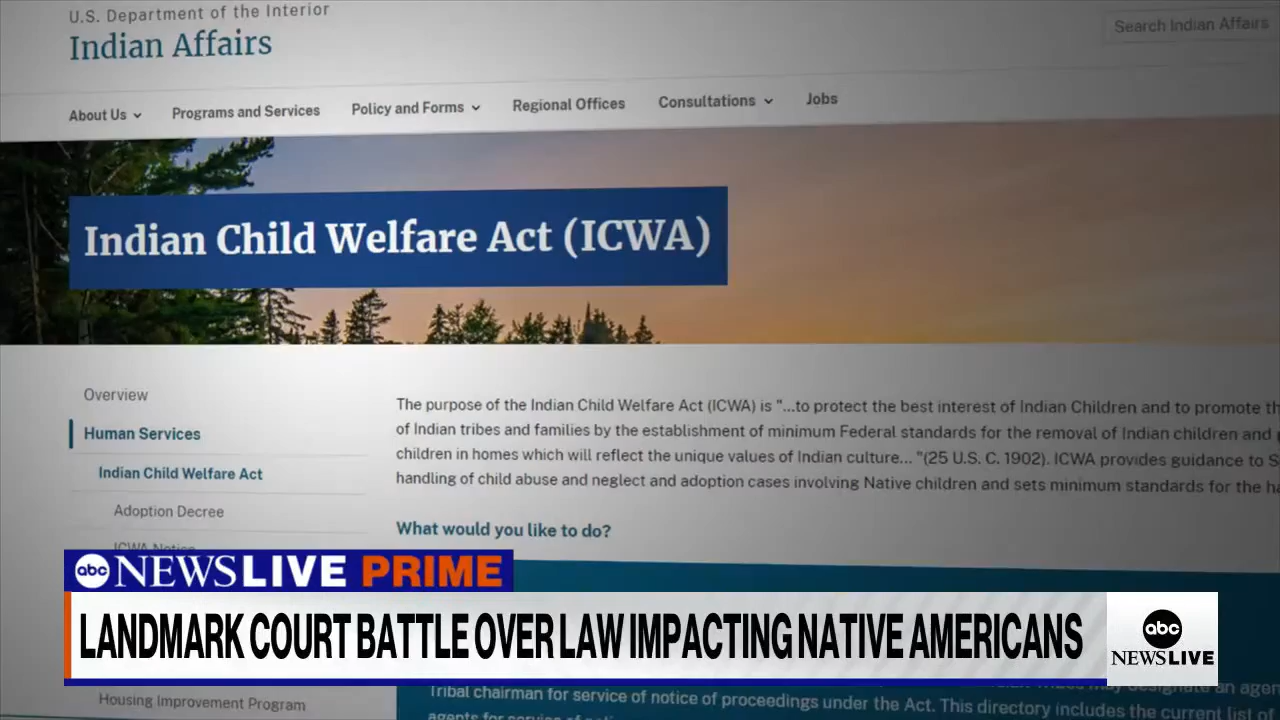 U.S. Department of the Interior
Indian Affairs
Search Indian Affairs
About Us
Programs and Services
Policy and Forms
Regional Offices
Consultations
Jobs
Indian Child Welfare Act (ICWA)
Overview
Human Services
Indian Child Welfare Act
Adoption Decree
ICWA Notice
The purpose of the Indian Child Welfare Act (ICWA) is "...to protect the best interest of Indian Children and to promote
of Indian tribes and families by the establishment of minimum Federal standards for the removal of Indian children and
children in homes which will reflect the unique values of Indian culture... "(25 U.S. C. 1902). ICWA provides guidance to
handling of child abuse and neglect and adoption cases involving Native children and sets minimum standards for the
What would you like to do?
abc NEWS LIVE PRIME
LANDMARK COURT BATTLE OVER LAW IMPACTING NATIVE AMERICANS
abc
NEWS LIVE
Housing Improvement Program
Tribal chairman for service of notice of proceedings under the Act. This directory includes the current list of